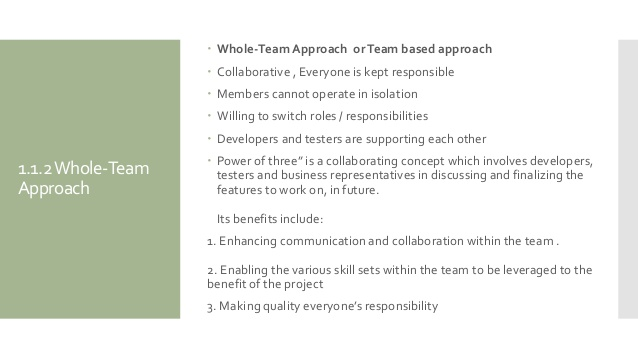 1.1.2 Whole-Team
Approach
• Whole-Team Approach or Team based approach
• Collaborative , Everyone is kept responsible
• Members cannot operate in isolation
• Willing to switch roles / responsibilities
• Developers and testers are supporting each other
• Power of three” is a collaborating concept which involves developers,
testers and business representatives in discussing and finalizing the
features to work on, in future.
Its benefits include:
1. Enhancing communication and collaboration within the team .
2. Enabling the various skill sets within the team to be leveraged to the
benefit of the project
3. Making quality everyone’s responsibility